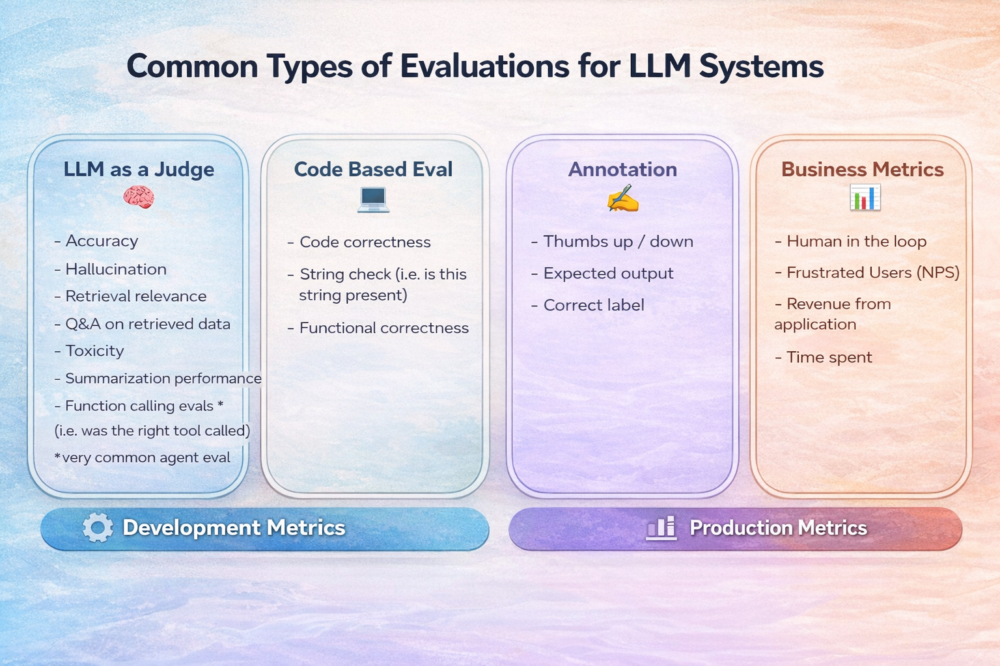 Common Types of Evaluations for LLM Systems
LLM as a Judge
- Accuracy
- Hallucination
- Retrieval relevance
- Q&A on retrieved data
- Toxicity
- Summarization performance
- Function calling evals *
(i.e. was the right tool called)
*very common agent eval
Code Based Eval
- Code correctness
- String check (i.e. is this
string present)
- Functional correctness
Annotation
- Thumbs up / down
- Expected output
- Correct label
Business Metrics
- Human in the loop
- Frustrated Users (NPS)
- Revenue from
application
- Time spent
Development Metrics
Production Metrics